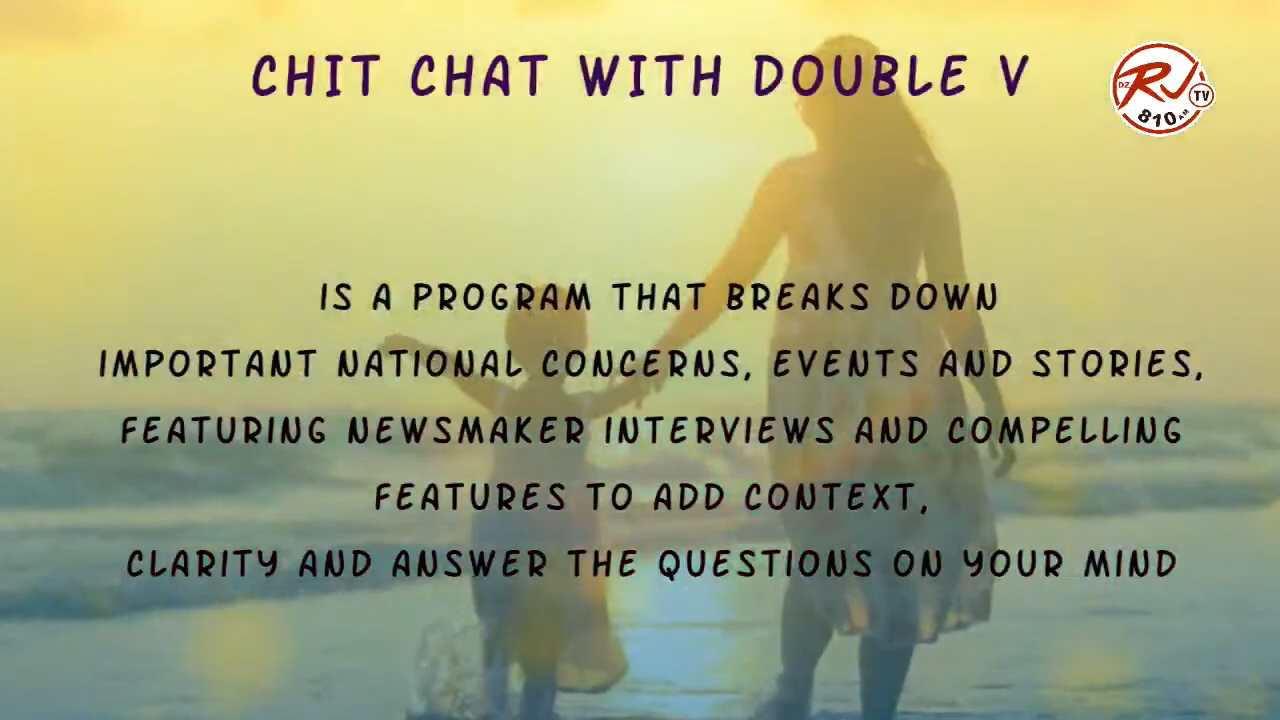 CHIT CHAT WITH DOUBLE V
DZ RJ TV
810 AM
IS A PROGRAM THAT BREAKS DOWN
IMPORTANT NATIONAL CONCERNS, EVENTS AND STORIES,
FEATURING NEWSMAKER INTERVIEWS AND COMPELLING
FEATURES TO ADD CONTEXT,
CLARITY AND ANSWER THE QUESTIONS ON YOUR MIND